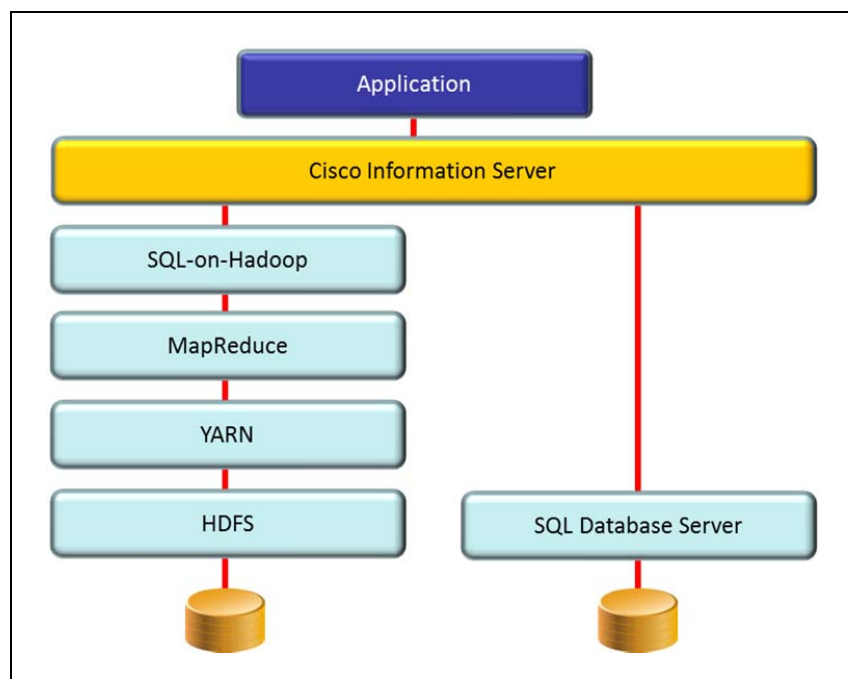 Application
Cisco Information Server
SQL-on-Hadoop
MapReduce
YARN
HDFS
SQL Database Server